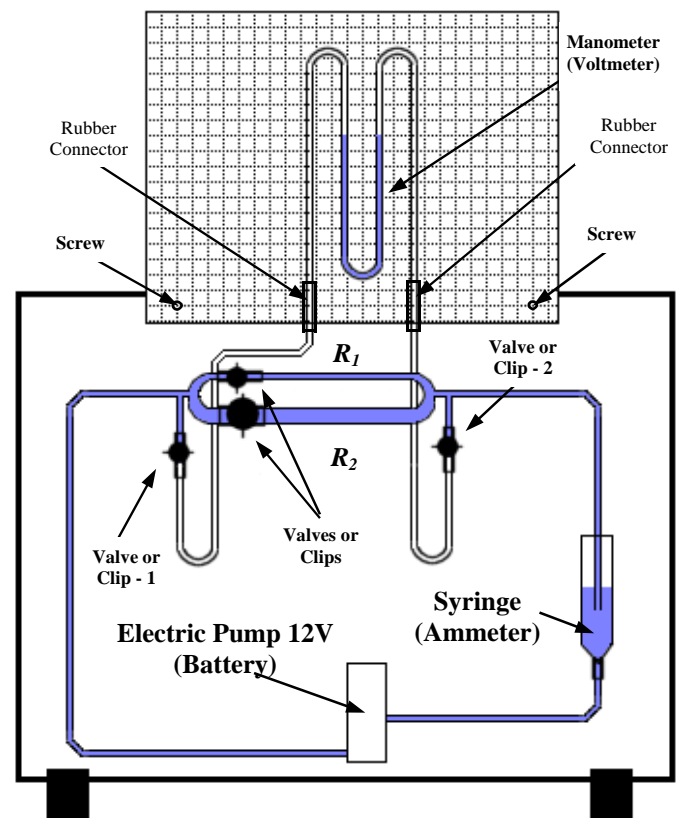 Manometer
(Voltmeter)
Rubber
Connector
Rubber
Connector
Screw
Screw
R1
Valve or
Clip - 2
R2
Valve or
Clip - 1
Valves or
Clips
Syringe
(Ammeter)
Electric Pump 12V
(Battery)